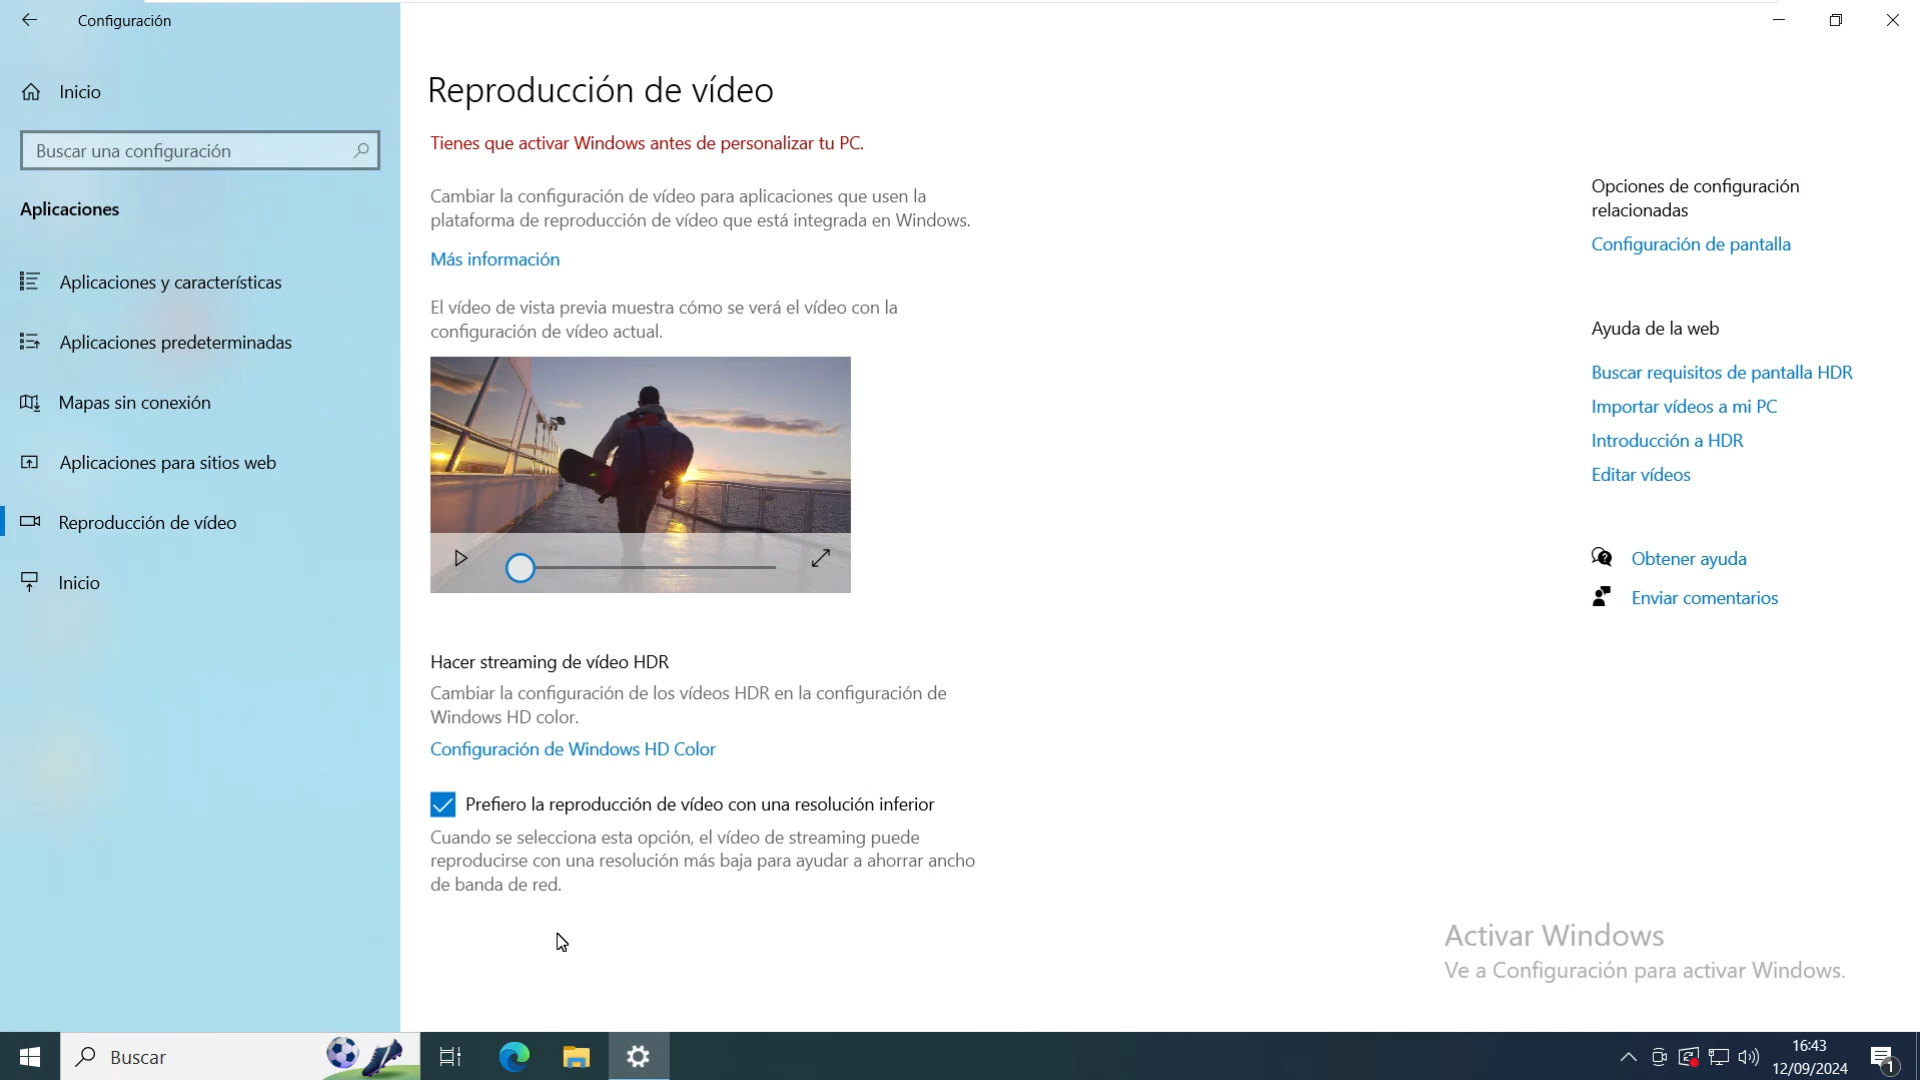 Configuración
Inicio
Buscar una configuración
Aplicaciones
Aplicaciones y características
Aplicaciones predeterminadas
Mapas sin conexión
Aplicaciones para sitios web
Reproducción de vídeo
Inicio
Reproducción de vídeo
Tienes que activar Windows antes de personalizar tu PC.
Cambiar la configuración de vídeo para aplicaciones que usen la
plataforma de reproducción de vídeo que está integrada en Windows.
Más información
El vídeo de vista previa muestra cómo se verá el vídeo con la
configuración de vídeo actual.
Hacer streaming de vídeo HDR
Cambiar la configuración de los vídeos HDR en la configuración de
Windows HD color.
Configuración de Windows HD Color
Prefiero la reproducción de vídeo con una resolución inferior
Cuando se selecciona esta opción, el vídeo de streaming puede
reproducirse con una resolución más baja para ayudar a ahorrar ancho
de banda de red.
Opciones de configuración
relacionadas
Configuración de pantalla
Ayuda de la web
Buscar requisitos de pantalla HDR
Importar vídeos a mi PC
Introducción a HDR
Editar vídeos
Obtener ayuda
Enviar comentarios
Activar Windows
Ve a Configuración para activar Windows.
Buscar
16:43
12/09/2024
1